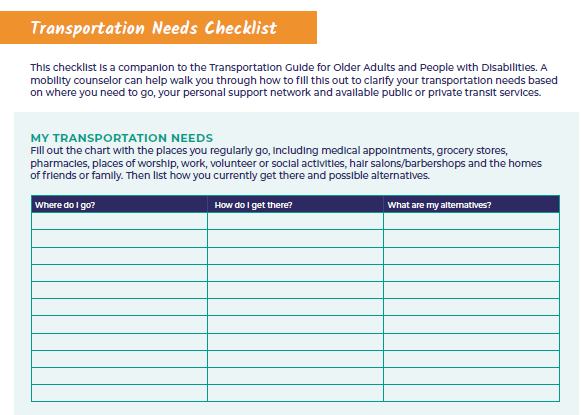 Transportation Needs Checklist
This checklist is a companion to the Transportation Guide for Older Adults and People with Disabilities. A
mobility counselor can help walk you through how to fill this out to clarify your transportation needs based
on where you need to go, your personal support network and available public or private transit services.
MY TRANSPORTATION NEEDS
Fill out the chart with the places you regularly go, including medical appointments, grocery stores,
pharmacies, places of worship, work, volunteer or social activities, hair salons/barbershops and the homes
of friends or family. Then list how you currently get there and possible alternatives.
Where do I go? How do I get there? What are my alternatives?